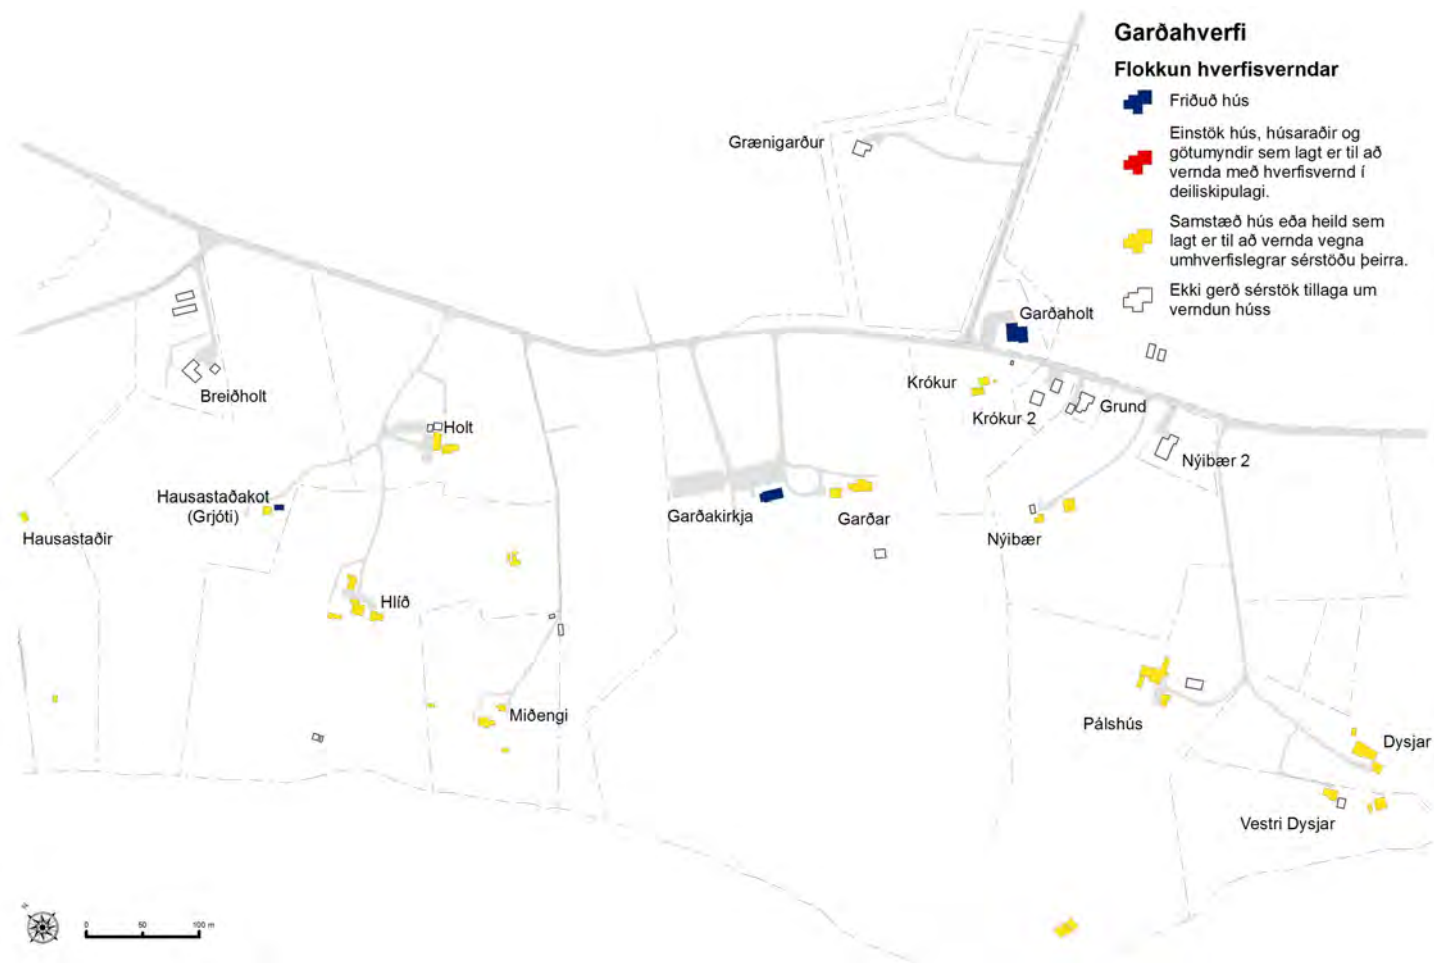 Garðahverfi
Flokkun hverfisverndar
Friðuð hús
Einstök hús, húsaraðir og
götumyndir sem lagt er til að
vernda með hverfisvernd í
deiliskipulagi.
Samstæð hús eða heild sem
lagt er til að vernda vegna
umhverfislegrar sérstöðu þeirra.
Ekki gerð sérstök tillaga um
verndun húss
Grænigarður
Garðaholt
Krókur
Krókur 2
Grund
Breiðholt
Holt
Nýibær 2
Hausastaðakot
(Grjóti)
Garðakirkja
Garðar
Nýibær
Hausastaðir
Hlíð
Miðengi
Pálshús
Dysjar
Vestri Dysjar
N
0 50 100 m